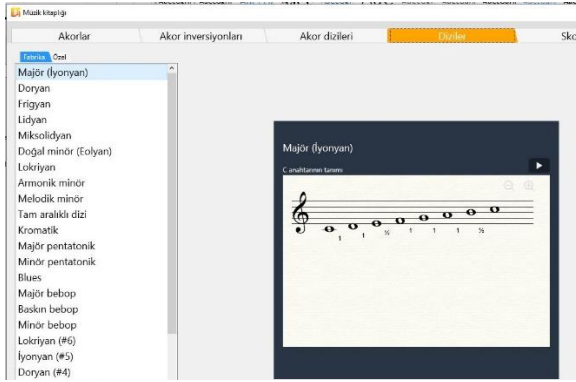 Müzik kitaplığı
Akorlar
Akor inversiyonları
Akor dizileri
Diziler
Sko
Fabrika
Özel
Majör (İyonyan)
Doryan
Frigyan
Lidyan
Miksolidyan
Doğal minör (Eolyan)
Lokriyan
Armonik minör
Melodik minör
Tam aralıklı dizi
Kromatik
Majör pentatonik
Minör pentatonik
Blues
Majör bebop
Baskın bebop
Minör bebop
Lokriyan (#6)
İyonyan (#5)
Doryan (#4)
Majör (İyonyan)
C anahtarının tanımı
1 1 ½ 1 1 1 ½